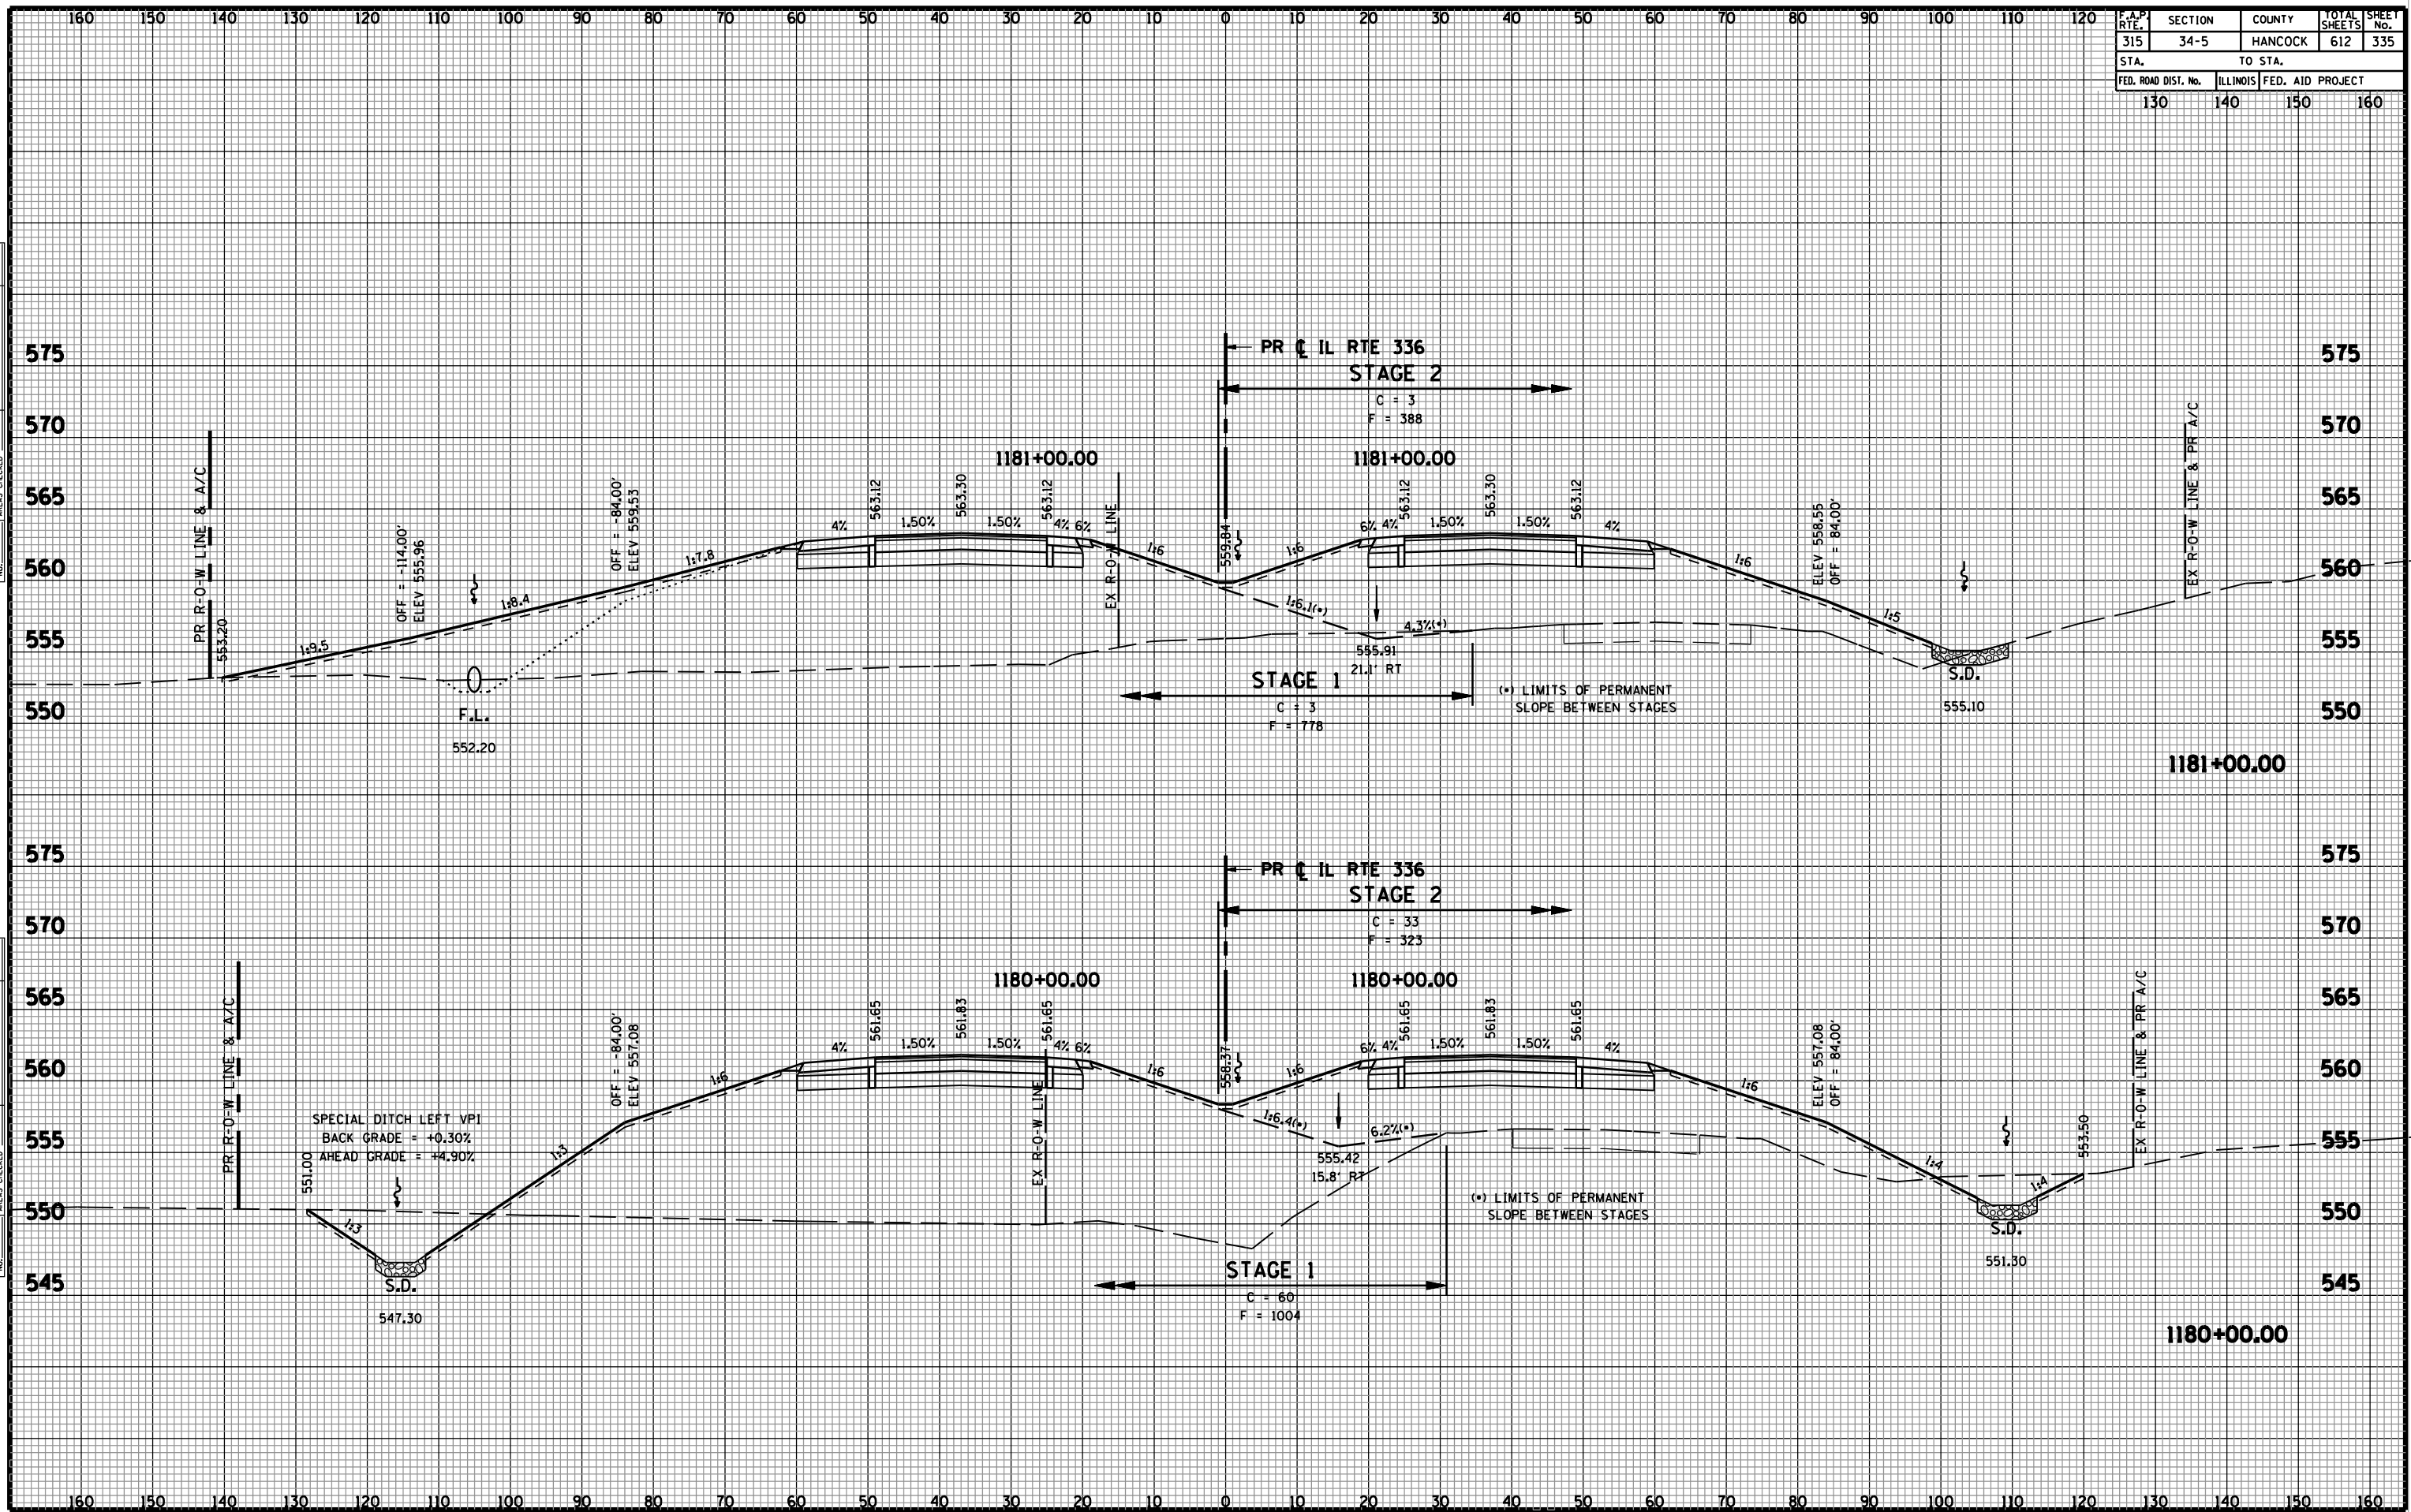 160 150 140 130 120 110 100 90 80 70 60 50 40 30 20 10 0 10 20 30 40 50 60 70 80 90 100 110 120
F.A.P. RTE. SECTION COUNTY TOTAL SHEETS SHEET No.
315 34-5 HANCOCK 612 335
STA. TO STA.
FED. ROAD DIST. No. ILLINOIS FED. AID PROJECT
130 140 150 160
575 575
PR ℄ IL RTE 336
STAGE 2
C = 3
F = 388
570 570
1181+00.00 1181+00.00
565 565
PR R-O-W LINE & A/C
553.20
OFF = -114.00'
ELEV 555.96
OFF = -84.00'
ELEV 559.53
563.12 563.30 563.12
4% 1.50% 1.50% 4% 6%
EX R-O-W LINE
559.84
563.12 563.30 563.12
6% 4% 1.50% 1.50% 4%
ELEV 558.55
OFF = 84.00'
EX R-O-W LINE & PR A/C
560 560
1:9.5 1:8.4 1:7.8 1:6 1:6 1:6 1:5
1:6.1(•) 4.3%(•)
555 555
555.91
21.1' RT
S.D.
555.10
STAGE 1
C = 3
F = 778
(•) LIMITS OF PERMANENT
SLOPE BETWEEN STAGES
550 550
F.L.
552.20
1181+00.00
575 575
PR ℄ IL RTE 336
STAGE 2
C = 33
F = 323
570 570
1180+00.00 1180+00.00
565 565
PR R-O-W LINE & A/C
OFF = -84.00'
ELEV 557.08
561.65 561.83 561.65
4% 1.50% 1.50% 4% 6%
EX R-O-W LINE
558.37
561.65 561.83 561.65
6% 4% 1.50% 1.50% 4%
ELEV 557.08
OFF = 84.00'
553.50
EX R-O-W LINE & PR A/C
560 560
1:6 1:6 1:6 1:6
SPECIAL DITCH LEFT VPI
BACK GRADE = +0.30%
AHEAD GRADE = +4.90%
551.00
1:6.4(•) 6.2%(•)
555 555
1:3 1:3
555.42
15.8' RT
1:4 1:4
(•) LIMITS OF PERMANENT
SLOPE BETWEEN STAGES
550 550
S.D.
551.30
STAGE 1
C = 60
F = 1004
545 545
S.D.
547.30
1180+00.00
160 150 140 130 120 110 100 90 80 70 60 50 40 30 20 10 0 10 20 30 40 50 60 70 80 90 100 110 120 130 140 150 160